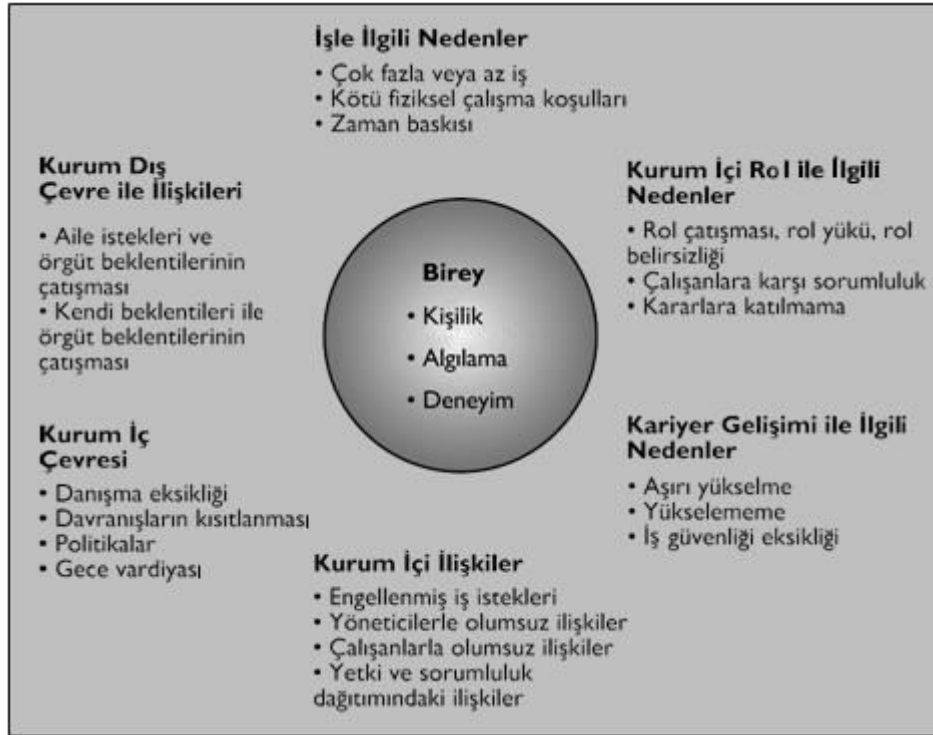 İşle İlgili Nedenler
• Çok fazla veya az iş
• Kötü fiziksel çalışma koşulları
• Zaman baskısı
Kurum Dış
Çevre ile İlişkileri
• Aile istekleri ve
örgüt beklentilerinin
çatışması
• Kendi beklentileri ile
örgüt beklentilerinin
çatışması
Kurum İçi Rol ile İlgili
Nedenler
• Rol çatışması, rol yükü, rol
belirsizliği
• Çalışanlara karşı sorumluluk
• Kararlara katılmama
Birey
• Kişilik
• Algılama
• Deneyim
Kurum İç
Çevresi
• Danışma eksikliği
• Davranışların kısıtlanması
• Politikalar
• Gece vardiyası
Kariyer Gelişimi ile İlgili
Nedenler
• Aşırı yükselme
• Yükselememe
• İş güvenliği eksikliği
Kurum İçi İlişkiler
• Engellenmiş iş istekleri
• Yöneticilerle olumsuz ilişkiler
• Çalışanlarla olumsuz ilişkiler
• Yetki ve sorumluluk
dağıtımındaki ilişkiler